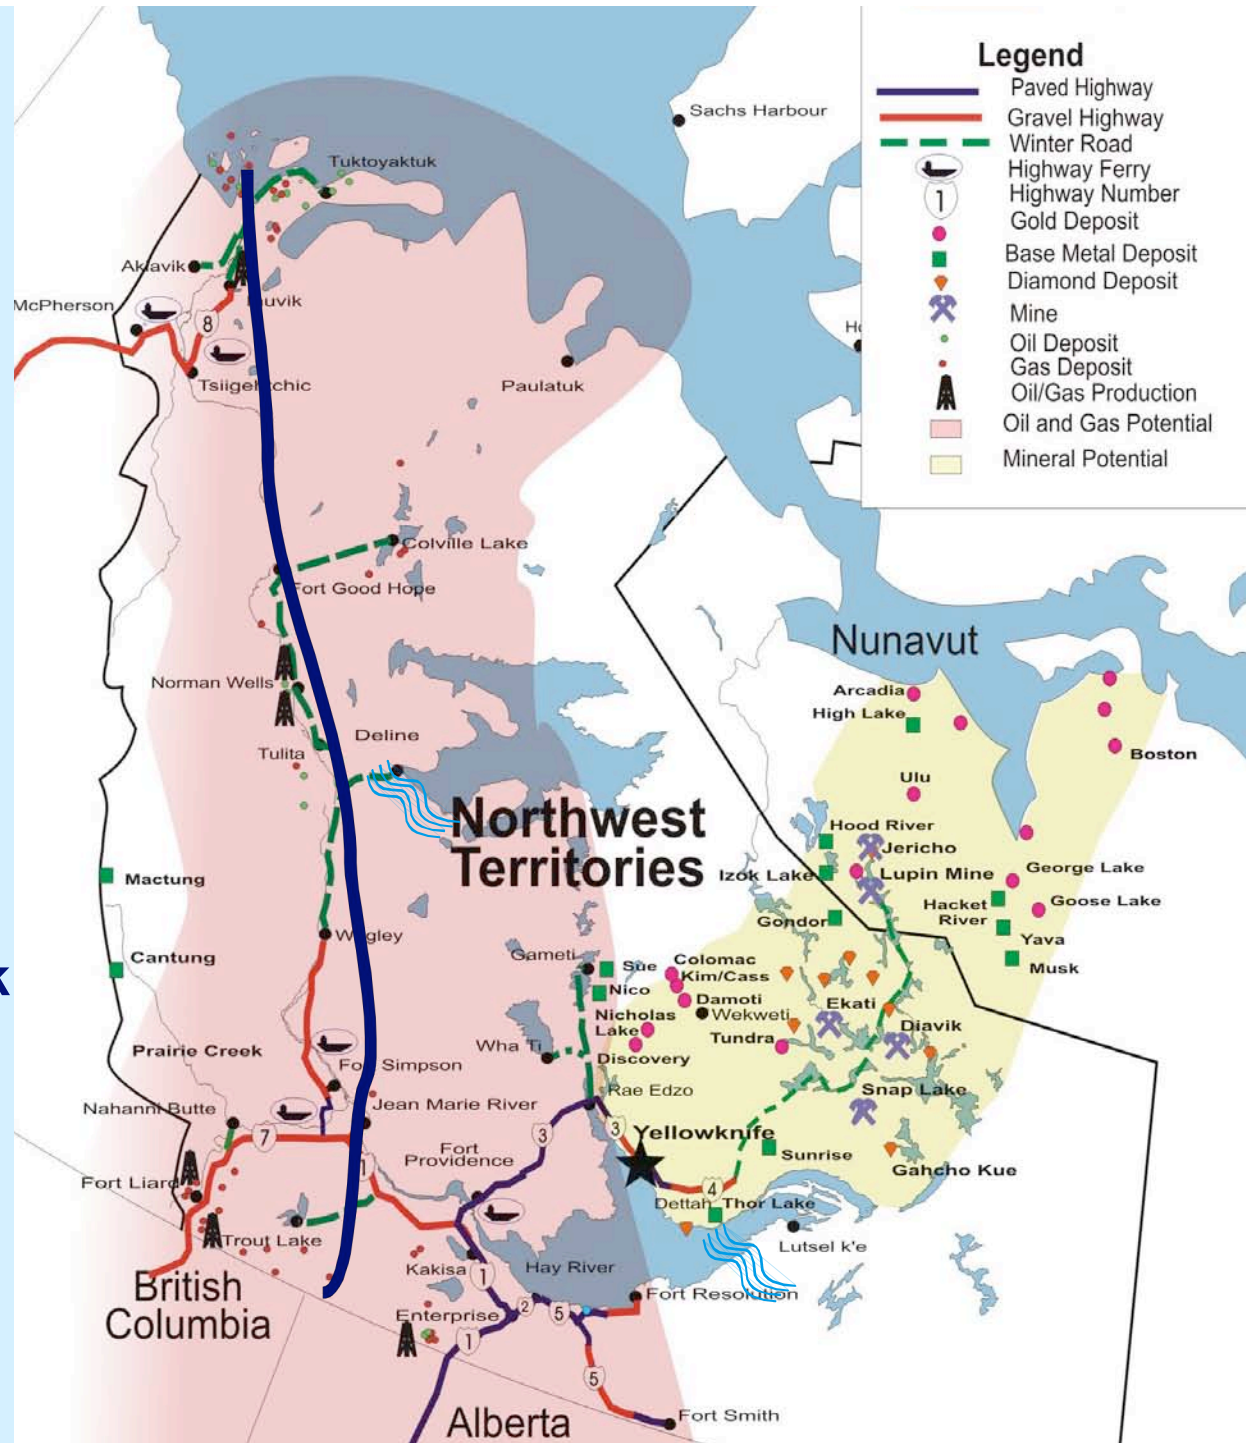 Legend
Paved Highway
Gravel Highway
Winter Road
Highway Ferry
1
Highway Number
Gold Deposit
Base Metal Deposit
Diamond Deposit
Mine
Oil Deposit
Gas Deposit
Oil/Gas Production
Oil and Gas Potential
Mineral Potential
Sachs Harbour
Tuktoyaktuk
Aklavik
McPherson
8
Tsiigehtchic
Paulatuk
Colville Lake
Fort Good Hope
Norman Wells
Tulita
Deline
Northwest
Territories
Nunavut
Arcadia
High Lake
Boston
Ulu
Hood River
Jericho
Izok Lake
Lupin Mine
George Lake
Goose Lake
Hacket
River
Gondor
Yava
Musk
Mactung
Cantung
k
Wrigley
Gameti
Sue
Nico
Colomac
Kim/Cass
Damoti
Wekweti
Nicholas
Lake
Discovery
Tundra
Ekati
Diavik
Snap Lake
Gahcho Kue
Wha Ti
Rae Edzo
Prairie Creek
Fort Simpson
Jean Marie River
Nahanni Butte
7
Fort
Providence
3
3
Yellowknife
Sunrise
4
Dettah
Thor Lake
Lutsel k'e
Fort Liard
1
Trout Lake
Kakisa
1
Hay River
Fort Resolution
Enterprise
2
5
1
5
Fort Smith
British
Columbia
Alberta